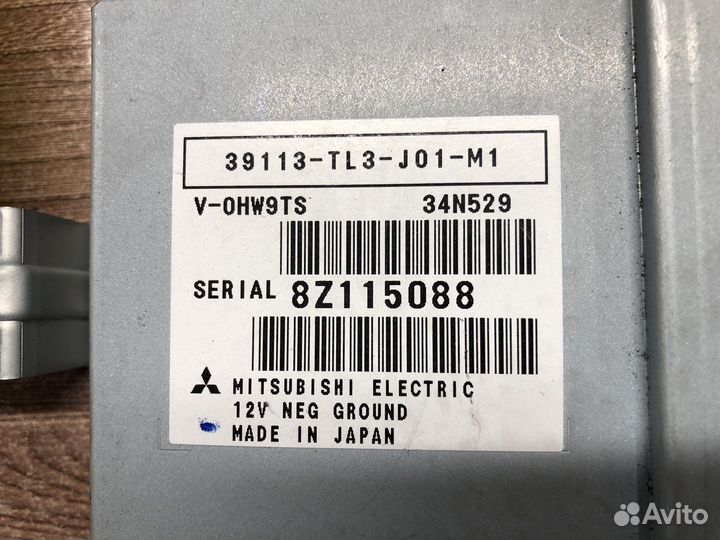 39113-TL3-J01-M1
V-0HW9TS 34N529
SERIAL 8Z115088
MITSUBISHI ELECTRIC
12V NEG GROUND
MADE IN JAPAN
Avito